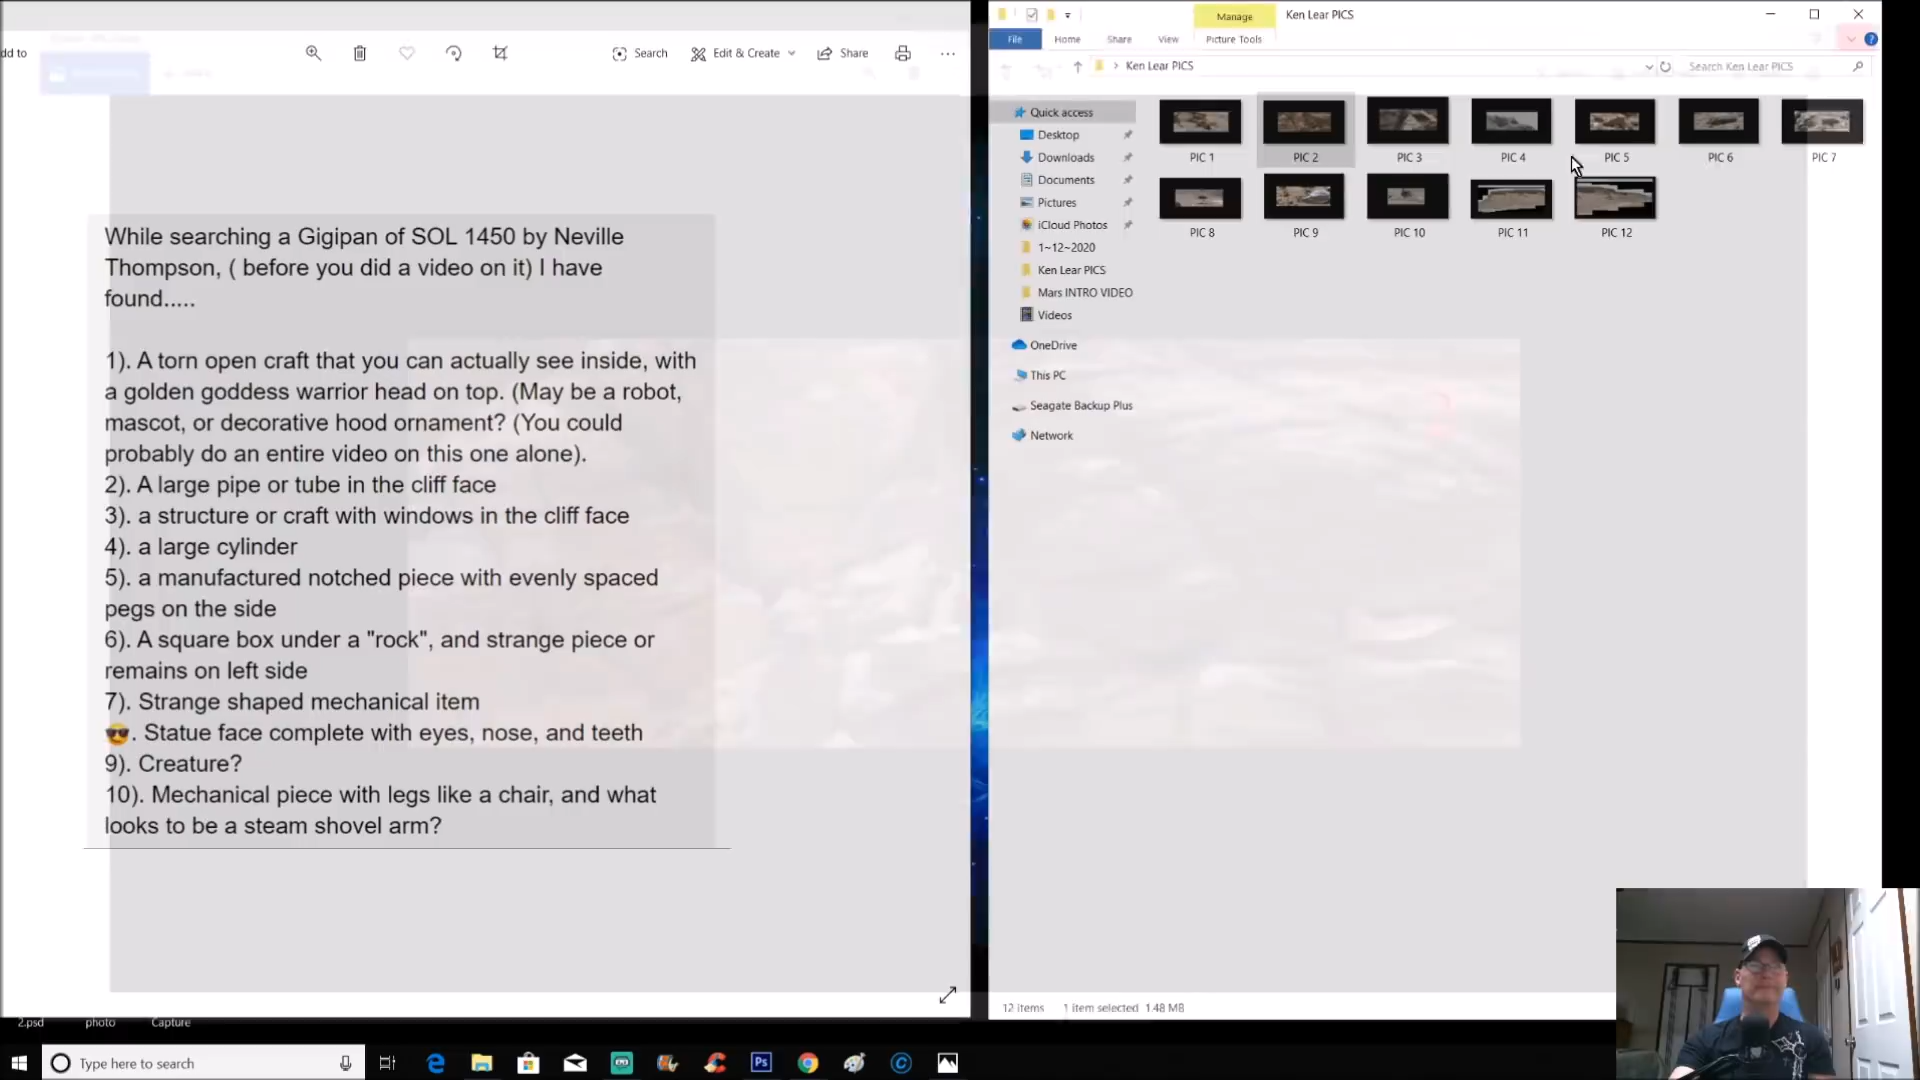 dd to
Search
Edit & Create
Share
While searching a Gigipan of SOL 1450 by Neville
Thompson, ( before you did a video on it) I have
found.....
1). A torn open craft that you can actually see inside, with
a golden goddess warrior head on top. (May be a robot,
mascot, or decorative hood ornament? (You could
probably do an entire video on this one alone).
2). A large pipe or tube in the cliff face
3). a structure or craft with windows in the cliff face
4). a large cylinder
5). a manufactured notched piece with evenly spaced
pegs on the side
6). A square box under a "rock", and strange piece or
remains on left side
7). Strange shaped mechanical item
😎. Statue face complete with eyes, nose, and teeth
9). Creature?
10). Mechanical piece with legs like a chair, and what
looks to be a steam shovel arm?
2.psd
photo
Capture
Type here to search
Manage
Ken Lear PICS
File
Home
Share
View
Picture Tools
Ken Lear PICS
Search Ken Lear PICS
Quick access
Desktop
Downloads
Documents
Pictures
iCloud Photos
1~12~2020
Ken Lear PICS
Mars INTRO VIDEO
Videos
OneDrive
This PC
Seagate Backup Plus
Network
PIC 1
PIC 2
PIC 3
PIC 4
PIC 5
PIC 6
PIC 7
PIC 8
PIC 9
PIC 10
PIC 11
PIC 12
12 items
1 item selected 1.48 MB
Ps